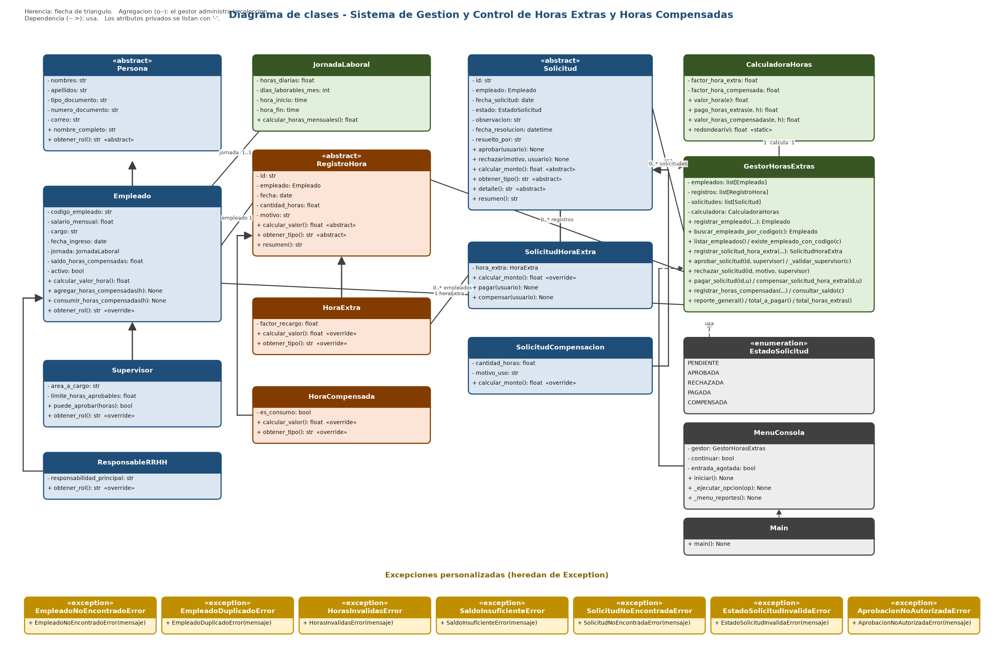 Herencia: flecha de triangulo.   Agregacion (o--): el gestor administra la coleccion.
Dependencia (-- >): usa.   Los atributos privados se listan con '-'.
Diagrama de clases - Sistema de Gestion y Control de Horas Extras y Horas Compensadas
«abstract»
Persona
- nombres: str
- apellidos: str
- tipo_documento: str
- numero_documento: str
- correo: str
+ nombre_completo: str
+ obtener_rol(): str  «abstract»
JornadaLaboral
- horas_diarias: float
- dias_laborables_mes: int
- hora_inicio: time
- hora_fin: time
+ calcular_horas_mensuales(): float
«abstract»
Solicitud
- id: str
- empleado: Empleado
- fecha_solicitud: date
- estado: EstadoSolicitud
- observacion: str
- fecha_resolucion: datetime
- resuelto_por: str
+ aprobar(usuario): None
+ rechazar(motivo, usuario): None
+ calcular_monto(): float  «abstract»
+ obtener_tipo(): str  «abstract»
+ detalle(): str  «abstract»
+ resumen(): str
CalculadoraHoras
- factor_hora_extra: float
- factor_hora_compensada: float
+ valor_hora(e): float
+ pago_horas_extras(e, h): float
+ valor_horas_compensadas(e, h): float
+ redondear(v): float  «static»
1  calcula  1
jornada  1..1
«abstract»
RegistroHora
- id: str
- empleado: Empleado
- fecha: date
- cantidad_horas: float
- motivo: str
+ calcular_valor(): float  «abstract»
+ obtener_tipo(): str  «abstract»
+ resumen(): str
usa
0..* solicitudes
GestorHorasExtras
- empleados: list[Empleado]
- registros: list[RegistroHora]
- solicitudes: list[Solicitud]
- calculadora: CalculadoraHoras
+ registrar_empleado(...): Empleado
+ buscar_empleado_por_codigo(c): Empleado
+ listar_empleados() / existe_empleado_con_codigo(c)
+ registrar_solicitud_hora_extra(...): SolicitudHoraExtra
+ aprobar_solicitud(id, supervisor) / _validar_supervisor(c)
+ rechazar_solicitud(id, motivo, supervisor)
+ pagar_solicitud(id,u) / compensar_solicitud_hora_extra(id,u)
+ registrar_horas_compensadas(...) / consultar_saldo(c)
+ reporte_general() / total_a_pagar() / total_horas_extras()
Empleado
- codigo_empleado: str
- salario_mensual: float
- cargo: str
- fecha_ingreso: date
- jornada: JornadaLaboral
- saldo_horas_compensadas: float
- activo: bool
+ calcular_valor_hora(): float
+ agregar_horas_compensadas(h): None
+ consumir_horas_compensadas(h): None
+ obtener_rol(): str  «override»
empleado 1
0..* registros
SolicitudHoraExtra
- hora_extra: HoraExtra
+ calcular_monto(): float  «override»
+ pagar(usuario): None
+ compensar(usuario): None
0..* empleados
1 horaExtra
HoraExtra
- factor_recargo: float
+ calcular_valor(): float  «override»
+ obtener_tipo(): str  «override»
usa
«enumeration»
EstadoSolicitud
PENDIENTE
APROBADA
RECHAZADA
PAGADA
COMPENSADA
SolicitudCompensacion
- cantidad_horas: float
- motivo_uso: str
+ calcular_monto(): float  «override»
Supervisor
- area_a_cargo: str
- limite_horas_aprobables: float
+ puede_aprobar(horas): bool
+ obtener_rol(): str  «override»
HoraCompensada
- es_consumo: bool
+ calcular_valor(): float  «override»
+ obtener_tipo(): str  «override»
MenuConsola
- gestor: GestorHorasExtras
- continuar: bool
- entrada_agotada: bool
+ iniciar(): None
+ _ejecutar_opcion(op): None
+ _menu_reportes(): None
ResponsableRRHH
- responsabilidad_principal: str
+ obtener_rol(): str  «override»
Main
+ main(): None
Excepciones personalizadas (heredan de Exception)
«exception»
EmpleadoNoEncontradoError
+ EmpleadoNoEncontradoError(mensaje)
«exception»
EmpleadoDuplicadoError
+ EmpleadoDuplicadoError(mensaje)
«exception»
HorasInvalidasError
+ HorasInvalidasError(mensaje)
«exception»
SaldoInsuficienteError
+ SaldoInsuficienteError(mensaje)
«exception»
SolicitudNoEncontradaError
+ SolicitudNoEncontradaError(mensaje)
«exception»
EstadoSolicitudInvalidaError
+ EstadoSolicitudInvalidaError(mensaje)
«exception»
AprobacionNoAutorizadaError
+ AprobacionNoAutorizadaError(mensaje)